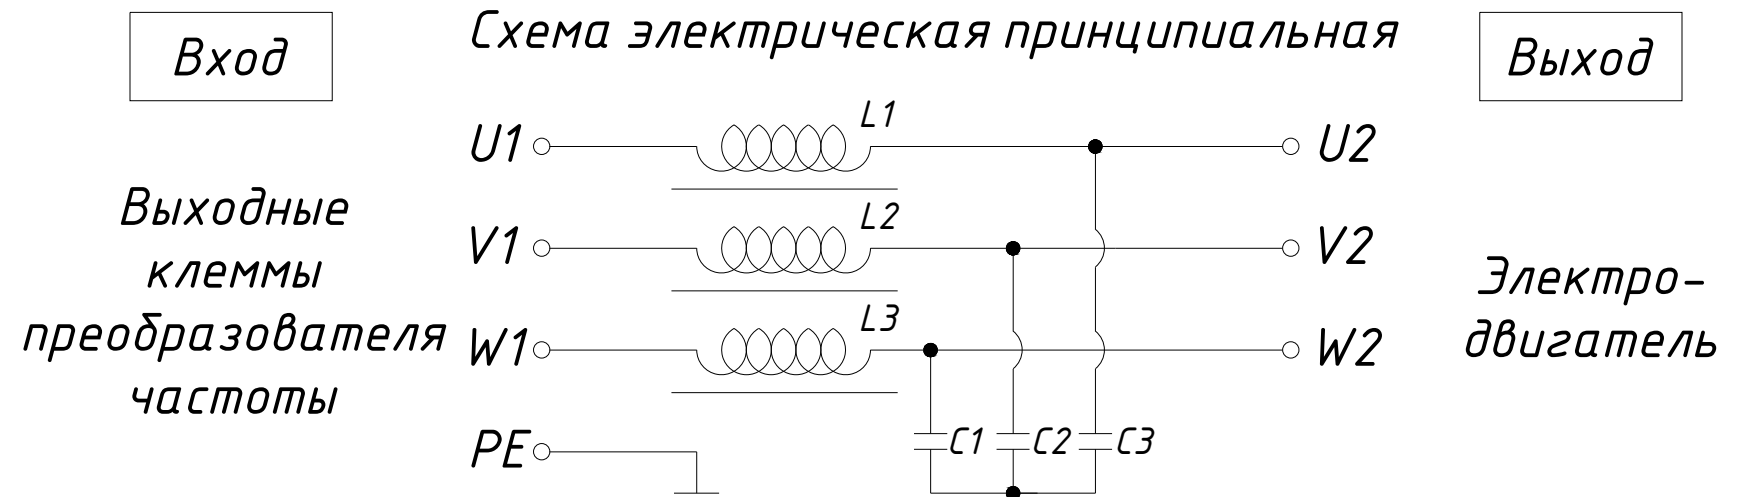 Вход
Схема электрическая принципиальная
Выход
L1
U1
U2
Выходные
клеммы
преобразователя
частоты
L2
V1
V2
L3
W1
W2
Электро-
двигатель
PE
C1
C2
C3